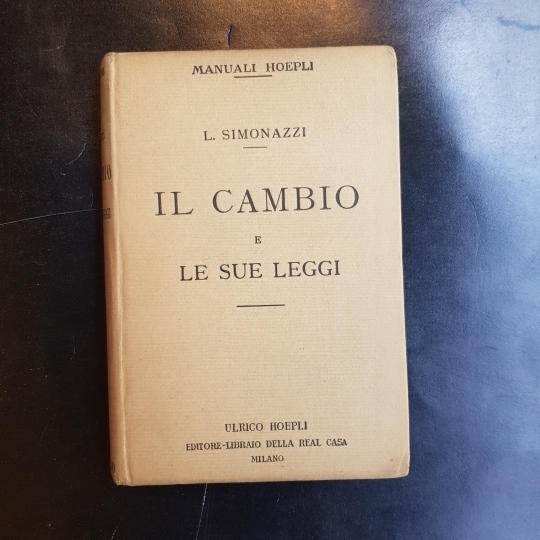 MANUALI HOEPLI
L. SIMONAZZI
IL CAMBIO
E
LE SUE LEGGI
ULRICO HOEPLI
EDITORE-LIBRAIO DELLA REAL CASA
MILANO